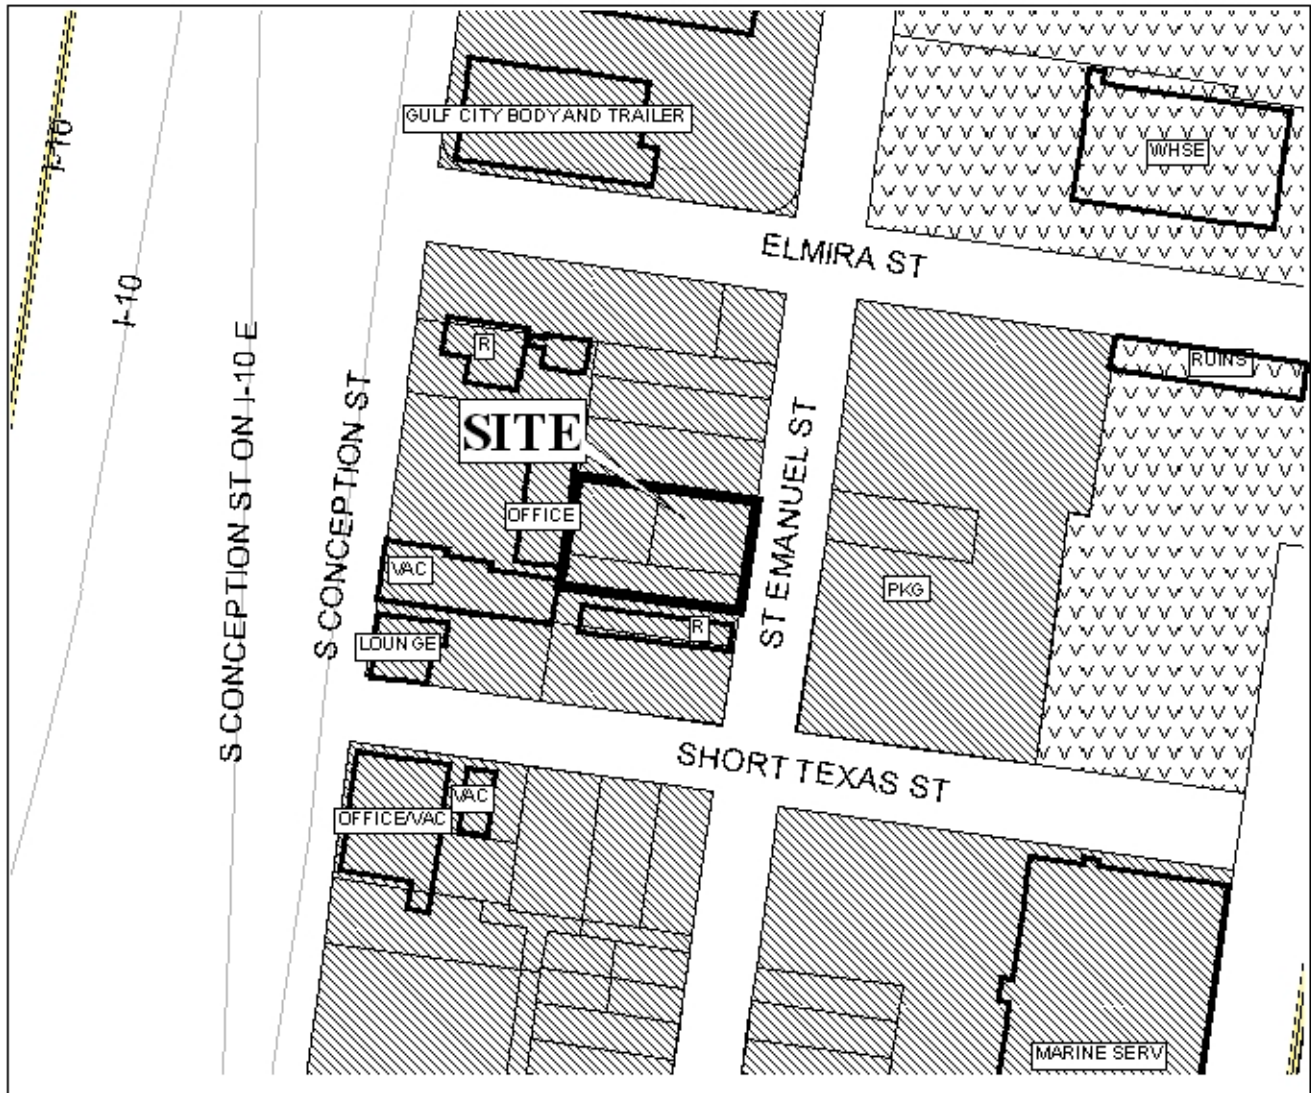 GULF CITY BODY AND TRAILER
I-10
WHSE
ELMIRA ST
I-10
R
RUINS
SITE
S CONCEPTION ST ON I-10 E
S CONCEPTION ST
ST EMANUEL ST
OFFICE
VAC
PKG
R
LOUNGE
SHORT TEXAS ST
VAC
OFFICE/VAC
MARINE SERV